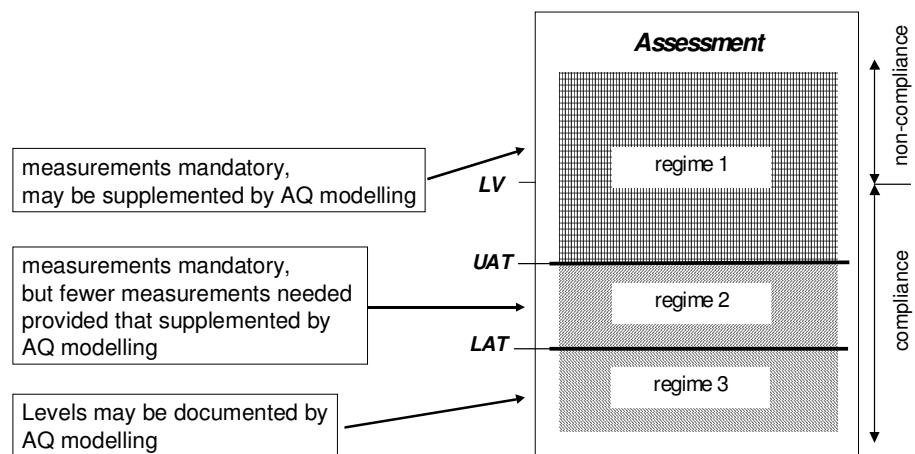 Assessment
measurements mandatory,
may be supplemented by AQ modelling
regime 1
LV
non-compliance
measurements mandatory,
but fewer measurements needed
provided that supplemented by
AQ modelling
UAT
regime 2
LAT
compliance
Levels may be documented by
AQ modelling
regime 3